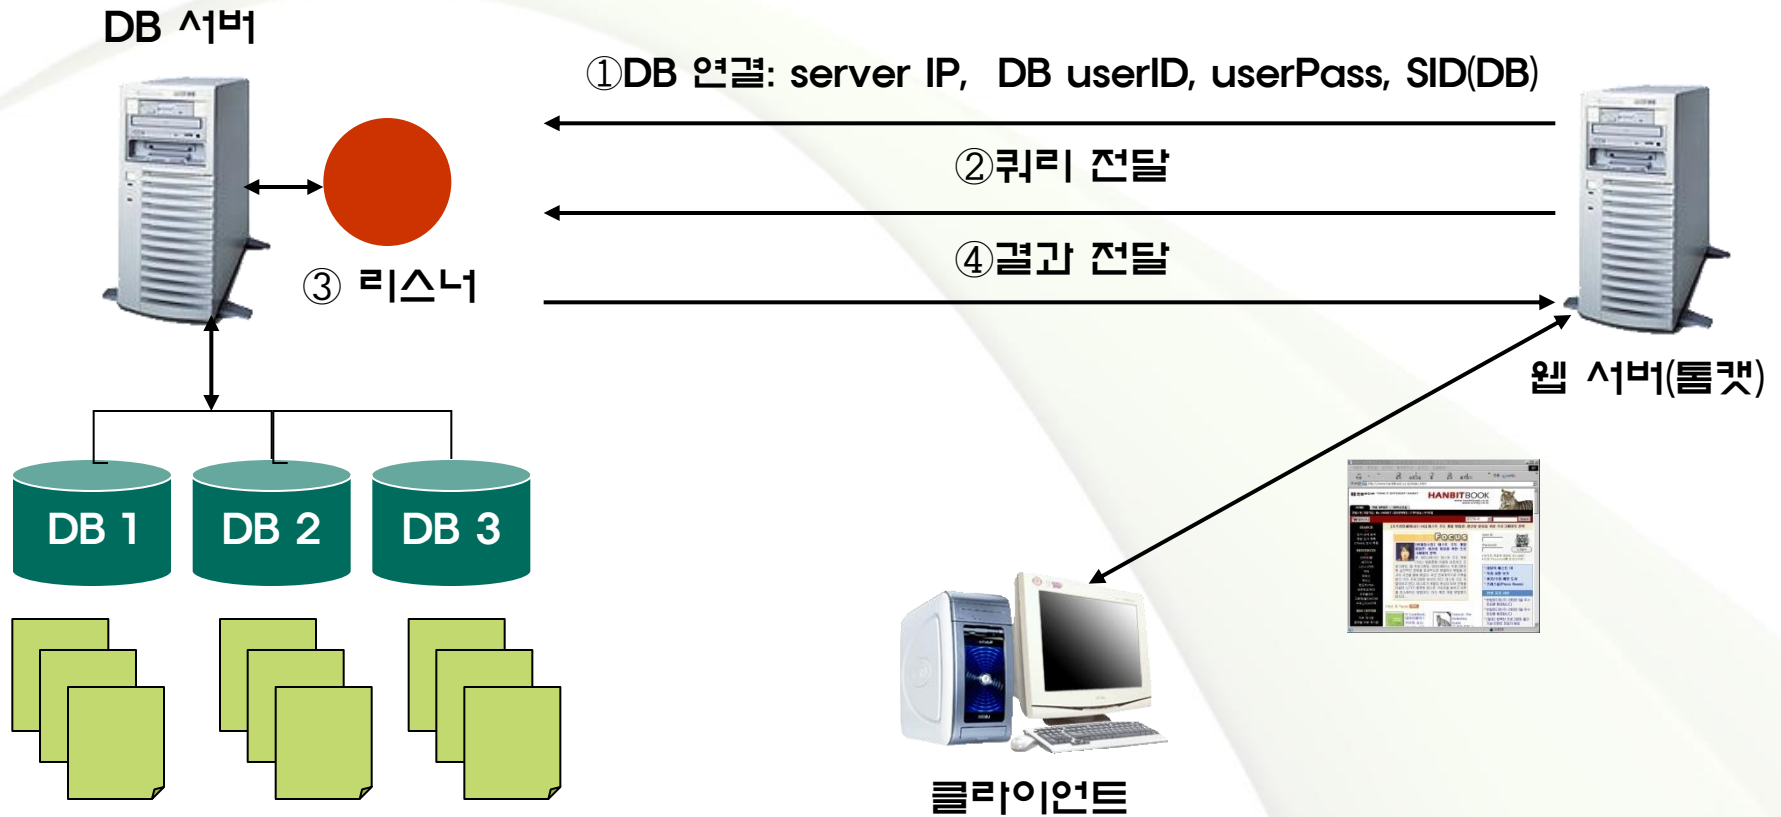 DB 서버
①DB 연결: server IP, DB userID, userPass, SID(DB)
②쿼리 전달
③ 리스너
④결과 전달
웹 서버(톰캣)
DB 1
DB 2
DB 3
HANBITBOOK
Focus
클라이언트